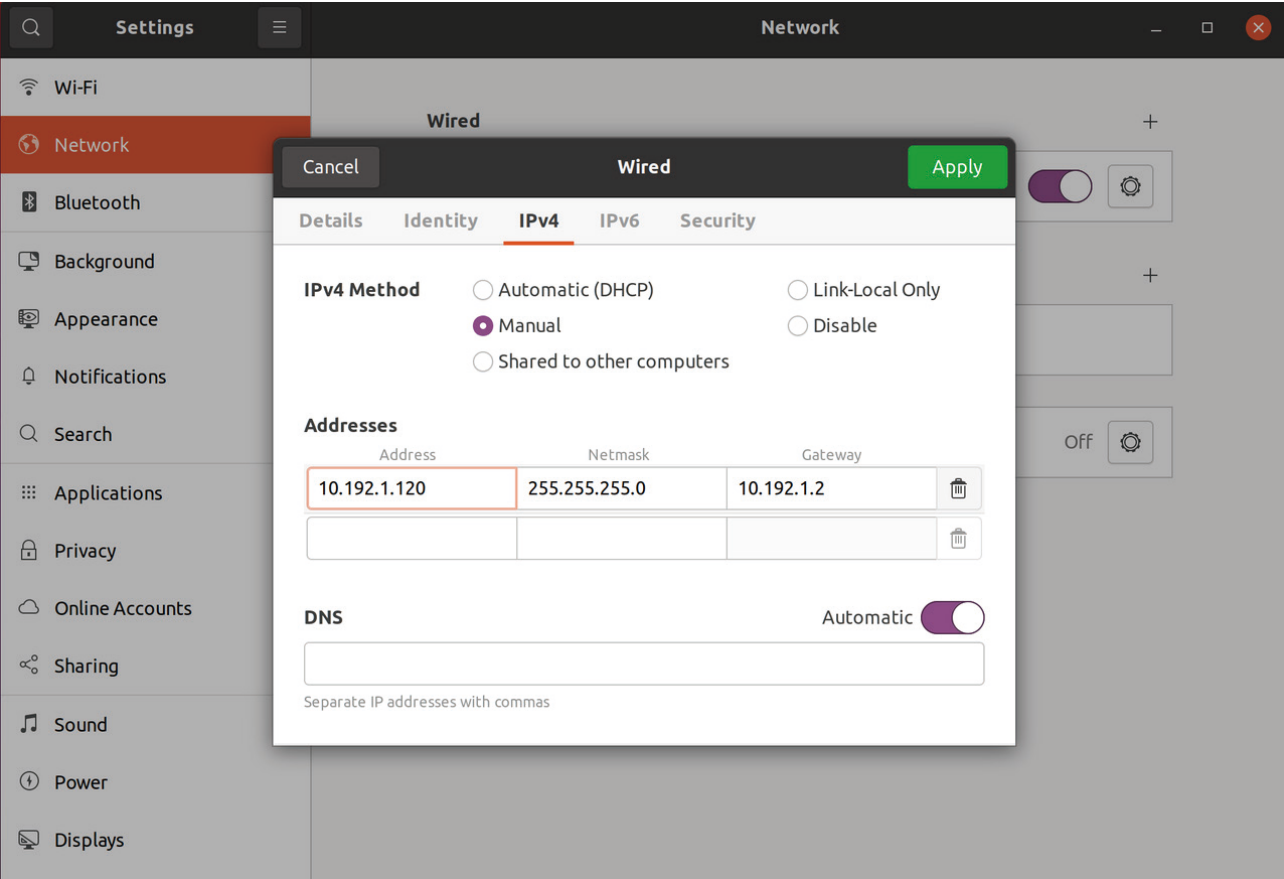 Settings
Network
Wi-Fi
Network
Bluetooth
Background
Appearance
Notifications
Search
Applications
Privacy
Online Accounts
Sharing
Sound
Power
Displays
Wired
Off
Cancel
Wired
Apply
Details Identity IPv4 IPv6 Security
IPv4 Method
Automatic (DHCP)
Link-Local Only
Manual
Disable
Shared to other computers
Addresses
Address Netmask Gateway
10.192.1.120 255.255.255.0 10.192.1.2
DNS
Automatic
Separate IP addresses with commas